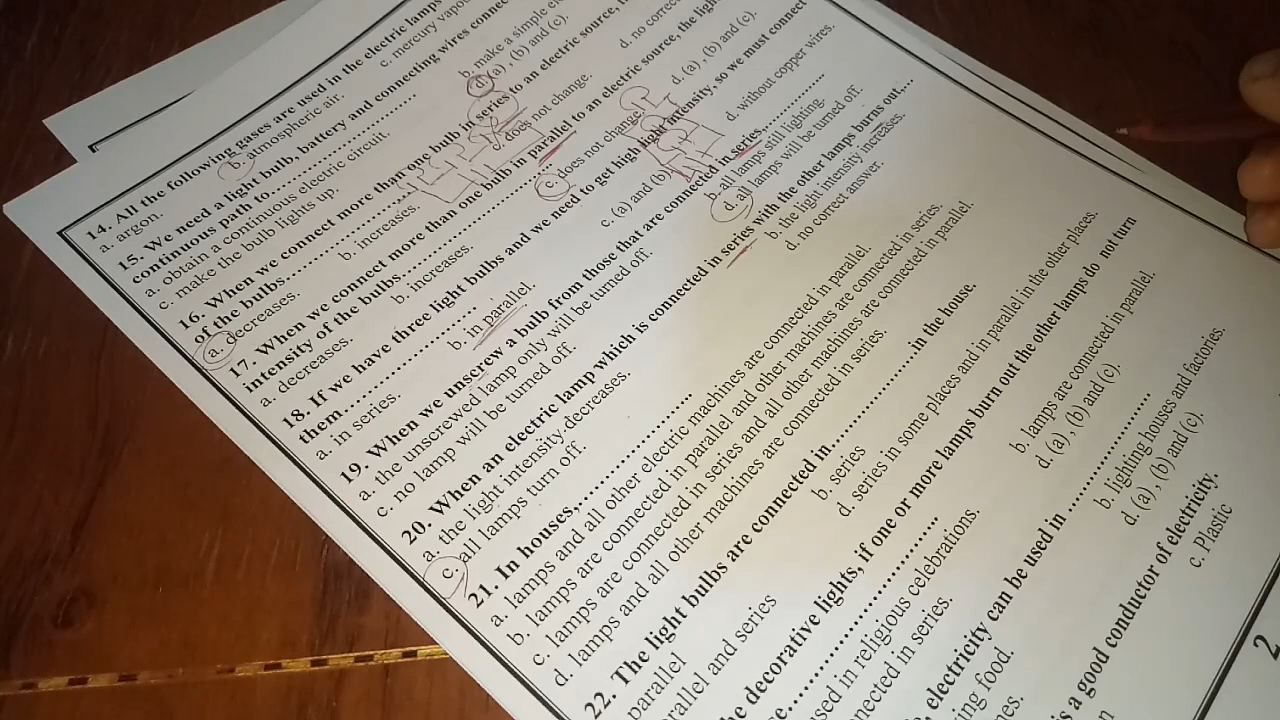 14. All the following gases are used in the electric lamps
a. argon. b. atmospheric air. c. mercury vapo
15. We need a light bulb, battery and connecting wires connec
continuous path to
a. obtain a continuous electric circuit. b. make a simple
c. make the bulb lights up. d. (a), (b) and (c).
16. When we connect more than one bulb in series to an electric source,
of the bulbs
a. decreases. b. increases. c. does not change. d. no correc
17. When we connect more than one bulb in parallel to an electric source, the ligh
intensity of the bulbs
a. decreases. b. increases. c. does not change. d. (a), (b) and (c).
18. If we have three light bulbs and we need to get high light intensity, so we must connect
them
a. in series. b. in parallel. c. (a) and (b) d. without copper wires.
19. When we unscrew a bulb from those that are connected in series
a. the unscrewed lamp only will be turned off. b. all lamps still lighting.
c. no lamp will be turned off. d. all lamps will be turned off.
20. When an electric lamp which is connected in series with the other lamps burns out
a. the light intensity decreases. b. the light intensity increases.
c. all lamps turn off. d. no correct answer.
21. In houses,
a. lamps and all other electric machines are connected in parallel.
b. lamps are connected in parallel and other machines are connected in series.
c. lamps are connected in series and all other machines are connected in parallel.
d. lamps and all other machines are connected in series.
22. The light bulbs are connected in in the house.
parallel b. series
rallel and series d. series in some places and in parallel in the other places.
he decorative lights, if one or more lamps burn out the other lamps do not turn
sed in religious celebrations. b. lamps are connected in parallel.
nected in series. d. (a), (b) and (c).
, electricity can be used in
ing food. b. lighting houses and factories.
d. (a), (b) and (c).
s a good conductor of electricity.
c. Plastic
2